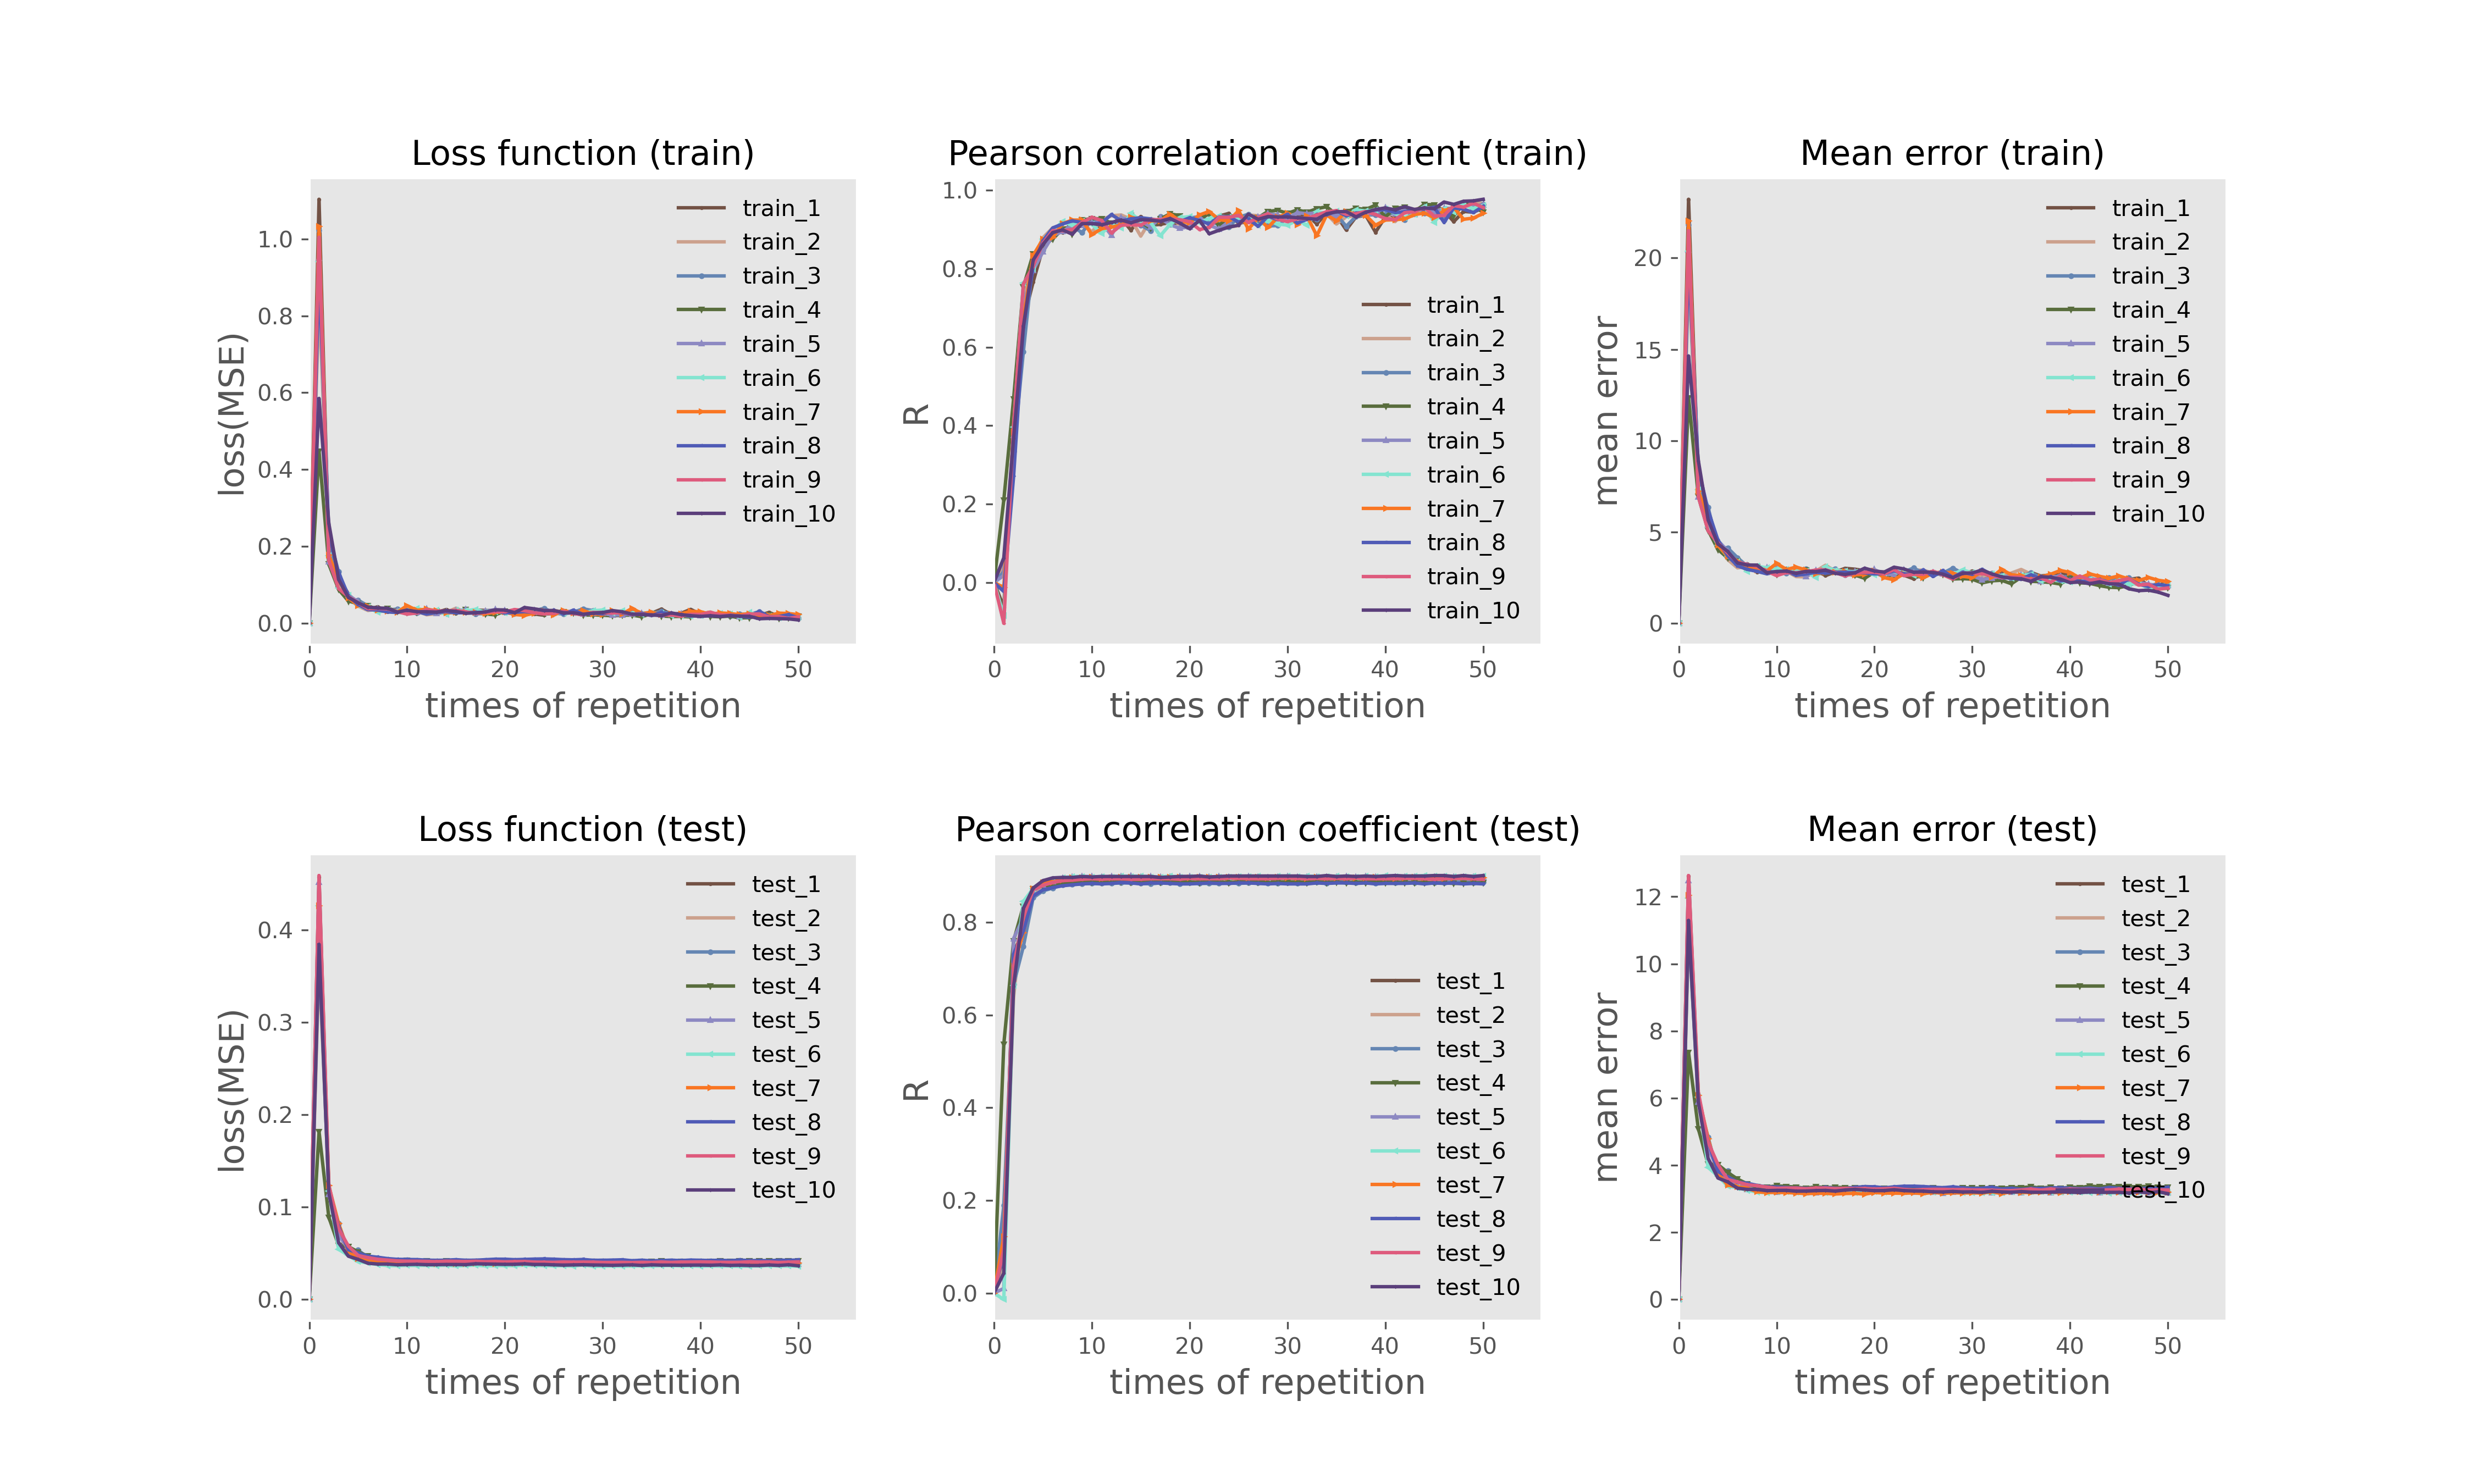 Loss function (train)
loss(MSE)
1.0
0.8
0.6
0.4
0.2
0.0
0 10 20 30 40 50
times of repetition
train_1
train_2
train_3
train_4
train_5
train_6
train_7
train_8
train_9
train_10
Pearson correlation coefficient (train)
R
1.0
0.8
0.6
0.4
0.2
0.0
0 10 20 30 40 50
times of repetition
train_1
train_2
train_3
train_4
train_5
train_6
train_7
train_8
train_9
train_10
Mean error (train)
mean error
20
15
10
5
0
0 10 20 30 40 50
times of repetition
train_1
train_2
train_3
train_4
train_5
train_6
train_7
train_8
train_9
train_10
Loss function (test)
loss(MSE)
0.4
0.3
0.2
0.1
0.0
0 10 20 30 40 50
times of repetition
test_1
test_2
test_3
test_4
test_5
test_6
test_7
test_8
test_9
test_10
Pearson correlation coefficient (test)
R
0.8
0.6
0.4
0.2
0.0
0 10 20 30 40 50
times of repetition
test_1
test_2
test_3
test_4
test_5
test_6
test_7
test_8
test_9
test_10
Mean error (test)
mean error
12
10
8
6
4
2
0
0 10 20 30 40 50
times of repetition
test_1
test_2
test_3
test_4
test_5
test_6
test_7
test_8
test_9
test_10